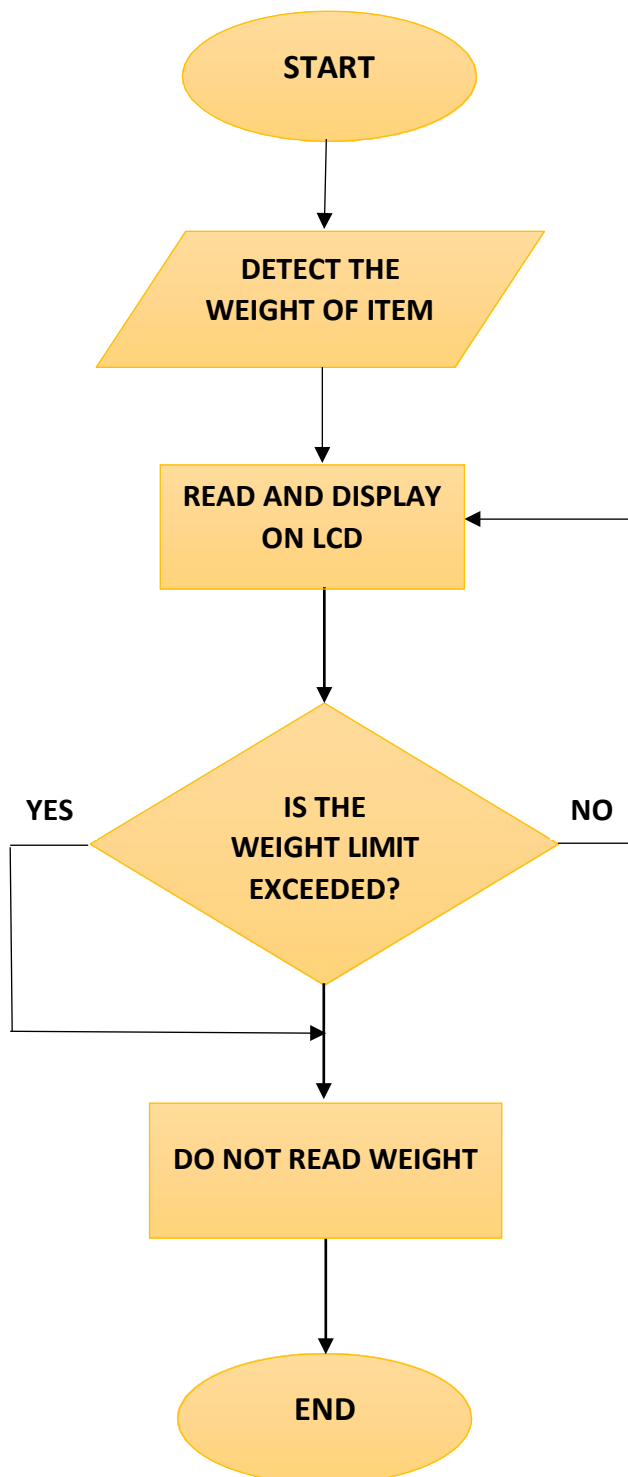 START
DETECT THE
WEIGHT OF ITEM
READ AND DISPLAY
ON LCD
YES
IS THE
WEIGHT LIMIT
EXCEEDED?
NO
DO NOT READ WEIGHT
END